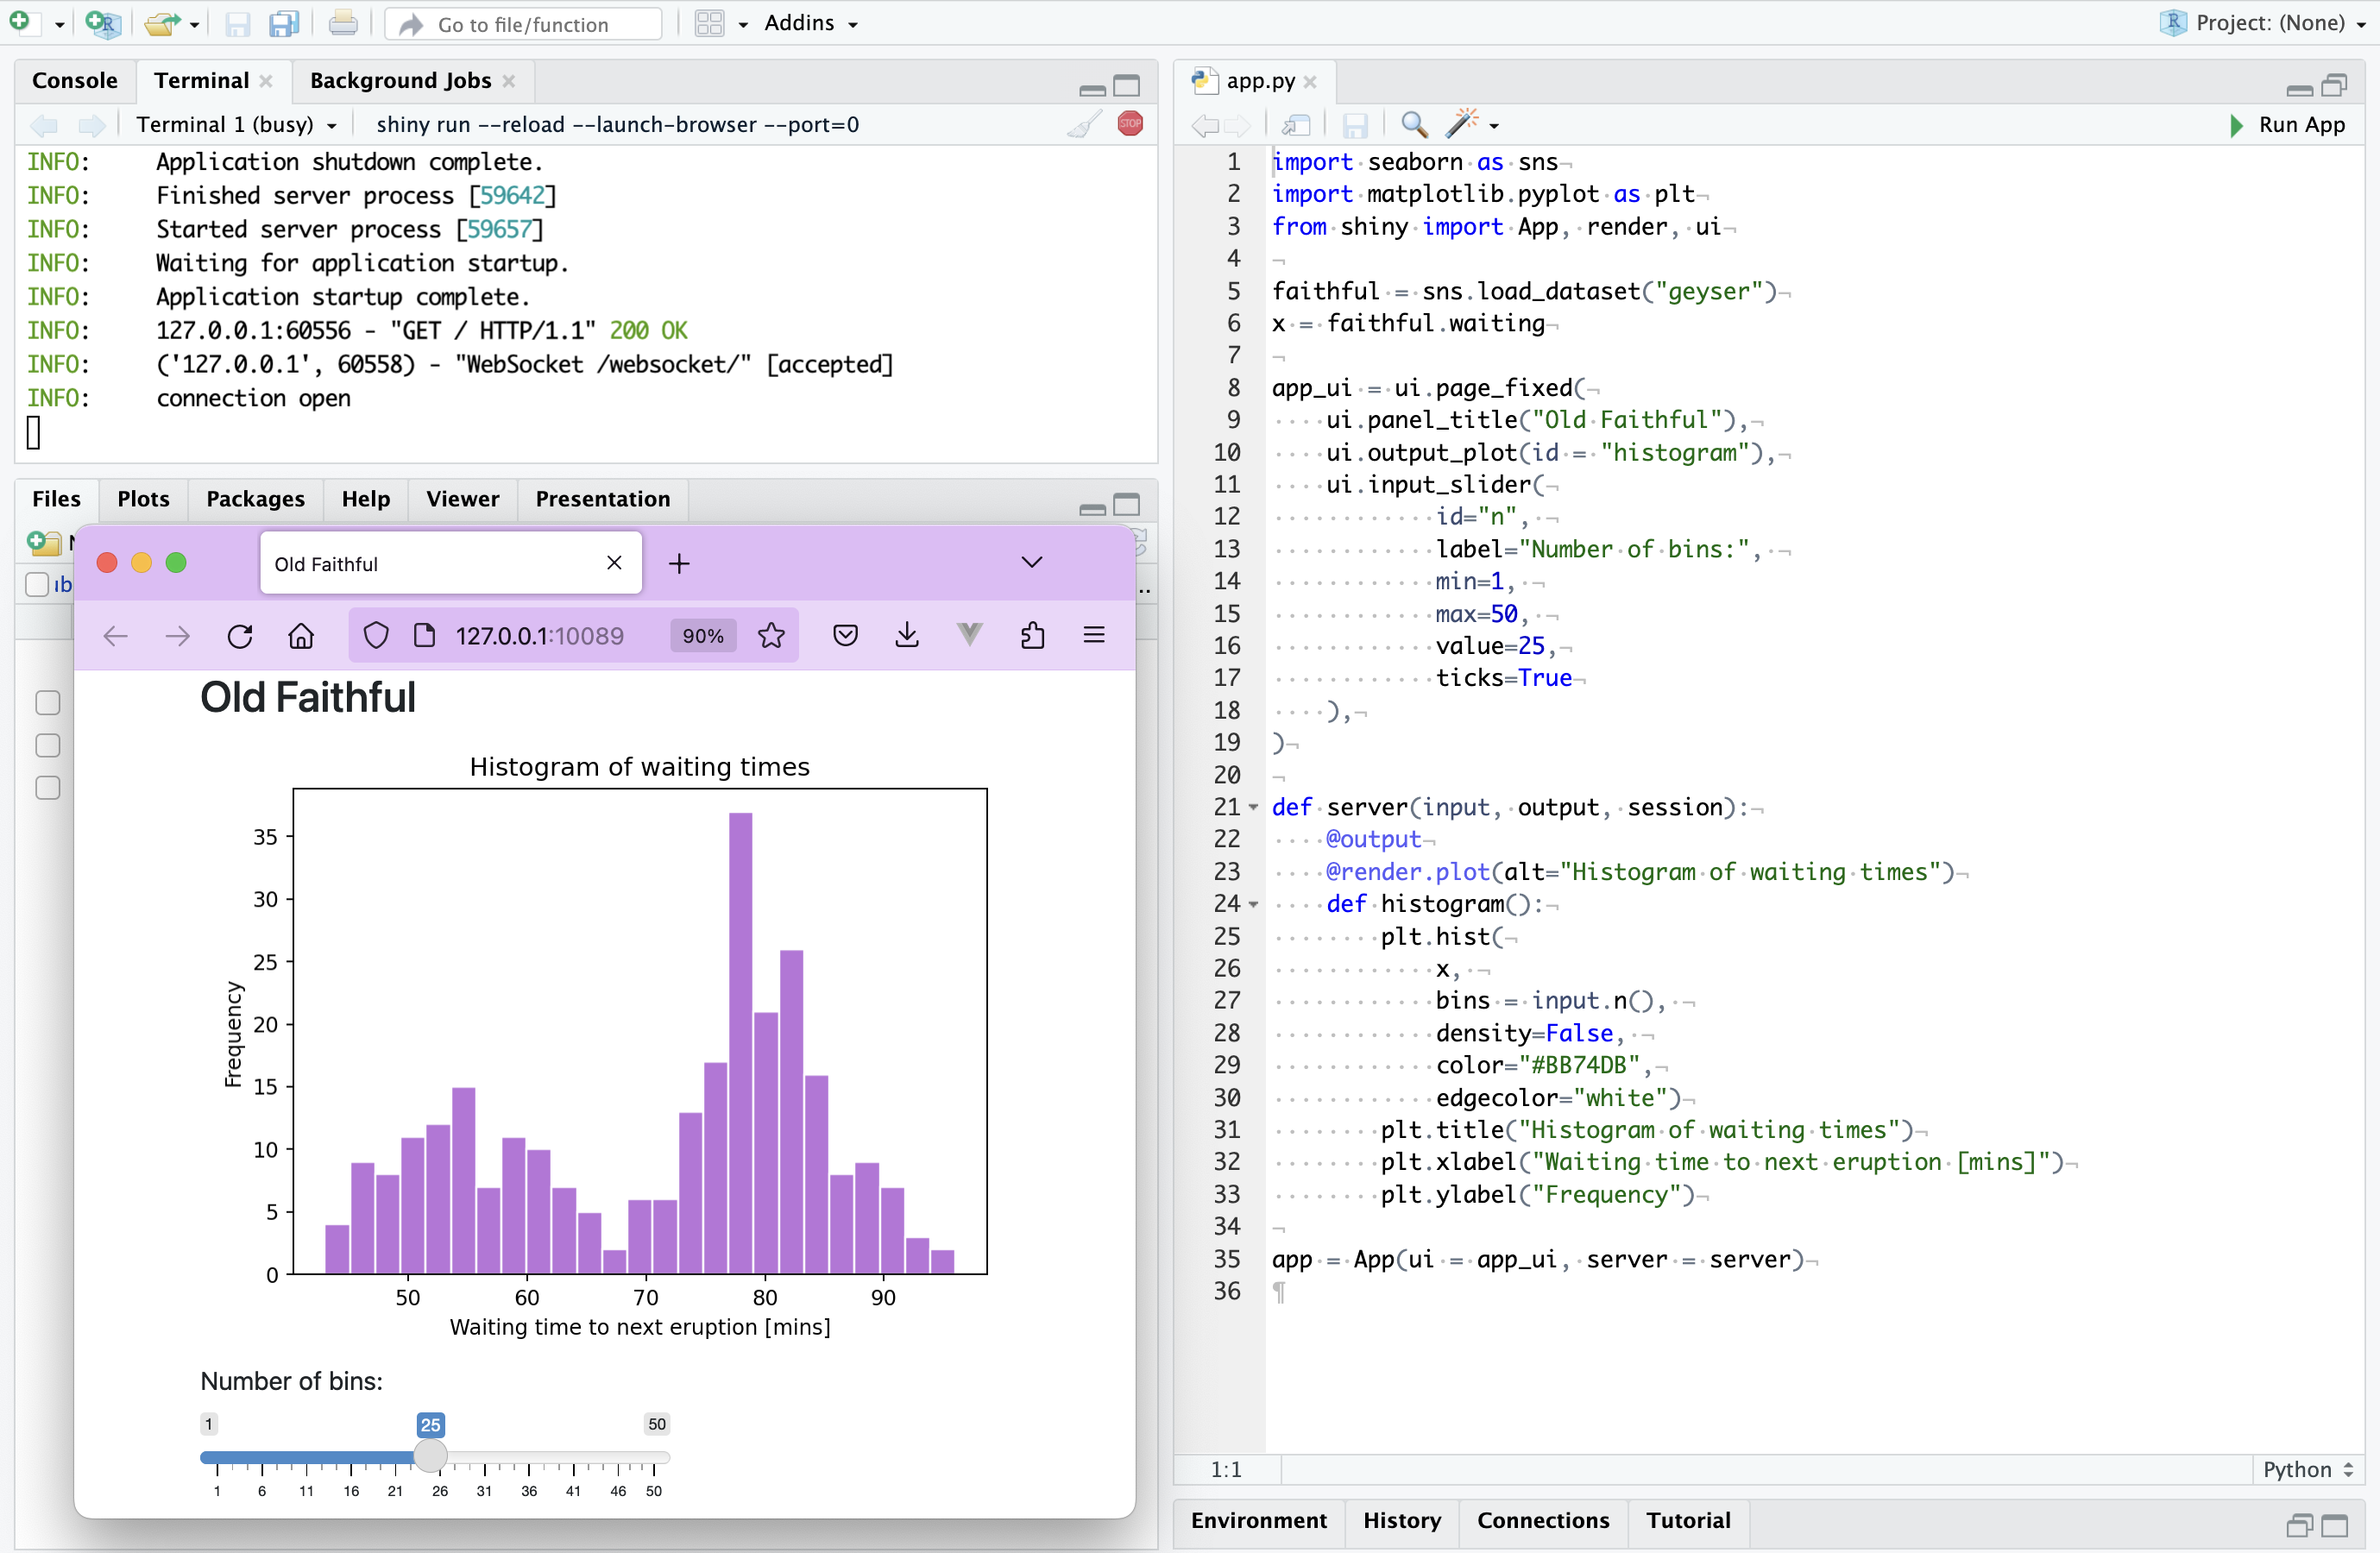 Go to file/function
Addins
Project: (None)
Console
Terminal
Background Jobs
Terminal 1 (busy)
shiny run --reload --launch-browser --port=0
STOP
INFO: Application shutdown complete.
INFO: Finished server process [59642]
INFO: Started server process [59657]
INFO: Waiting for application startup.
INFO: Application startup complete.
INFO: 127.0.0.1:60556 - "GET / HTTP/1.1" 200 OK
INFO: ('127.0.0.1', 60558) - "WebSocket /websocket/" [accepted]
INFO: connection open
Files
Plots
Packages
Help
Viewer
Presentation
Old Faithful
127.0.0.1:10089
90%
Old Faithful
Histogram of waiting times
35
30
25
20
15
10
5
0
Frequency
50 60 70 80 90
Waiting time to next eruption [mins]
Number of bins:
1 25 50
1 6 11 16 21 26 31 36 41 46 50
app.py
Run App
1 import seaborn as sns
2 import matplotlib.pyplot as plt
3 from shiny import App, render, ui
4
5 faithful = sns.load_dataset("geyser")
6 x = faithful.waiting
7
8 app_ui = ui.page_fixed(
9     ui.panel_title("Old Faithful"),
10     ui.output_plot(id = "histogram"),
11     ui.input_slider(
12             id="n",
13             label="Number of bins:",
14             min=1,
15             max=50,
16             value=25,
17             ticks=True
18     ),
19 )
20
21 def server(input, output, session):
22     @output
23     @render.plot(alt="Histogram of waiting times")
24     def histogram():
25         plt.hist(
26             x,
27             bins = input.n(),
28             density=False,
29             color="#BB74DB",
30             edgecolor="white")
31         plt.title("Histogram of waiting times")
32         plt.xlabel("Waiting time to next eruption [mins]")
33         plt.ylabel("Frequency")
34
35 app = App(ui = app_ui, server = server)
36
1:1
Python
Environment
History
Connections
Tutorial